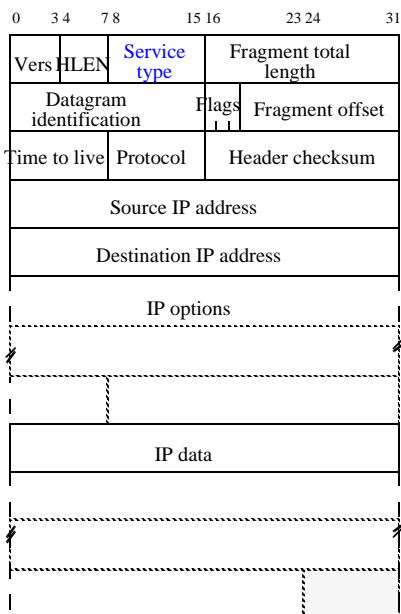 0 3 4 7 8 15 16 23 24 31
Vers HLEN Service type Fragment total length
Datagram identification Flags Fragment offset
Time to live Protocol Header checksum
Source IP address
Destination IP address
IP options
IP data